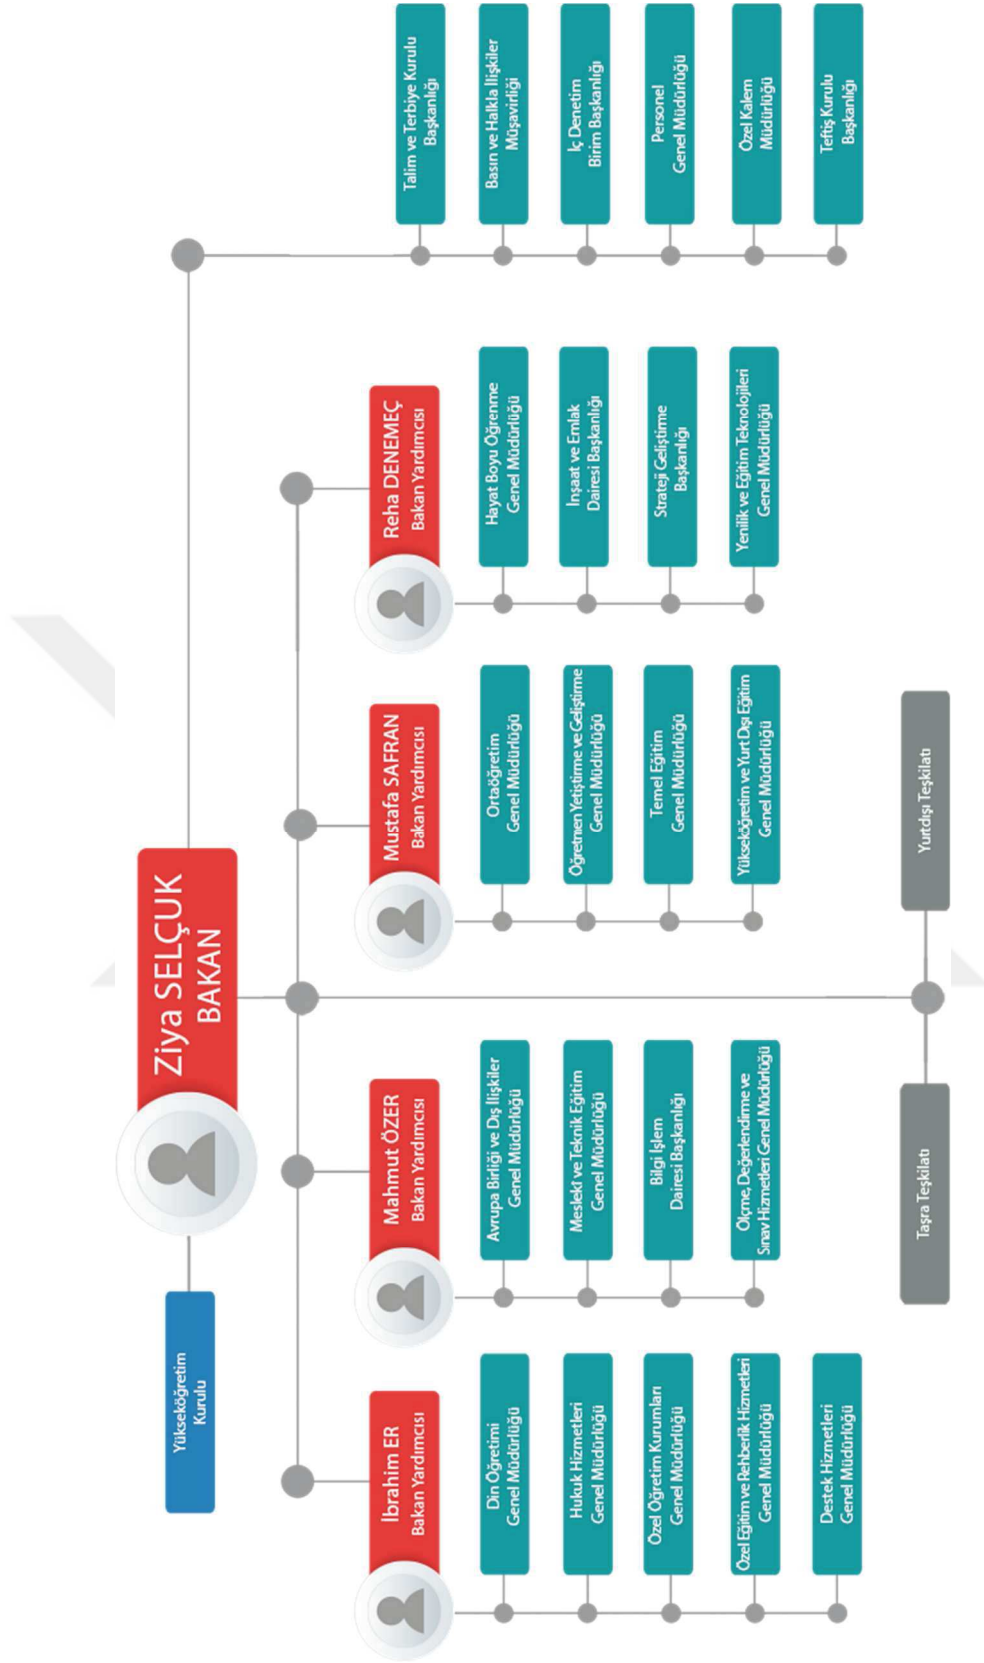 Ziya SELÇUK
BAKAN
Yükseköğretim
Kurulu
İbrahim ER
Bakan Yardımcısı
Din Öğretimi
Genel Müdürlüğü
Hukuk Hizmetleri
Genel Müdürlüğü
Özel Öğretim Kurumları
Genel Müdürlüğü
Özel Eğitim ve Rehberlik Hizmetleri
Genel Müdürlüğü
Destek Hizmetleri
Genel Müdürlüğü
Mahmut ÖZER
Bakan Yardımcısı
Avrupa Birliği ve Dış İlişkiler
Genel Müdürlüğü
Meslekî ve Teknik Eğitim
Genel Müdürlüğü
Bilgi İşlem
Dairesi Başkanlığı
Ölçme, Değerlendirme ve
Sınav Hizmetleri Genel Müdürlüğü
Mustafa SAFRAN
Bakan Yardımcısı
Ortaöğretim
Genel Müdürlüğü
Öğretmen Yetiştirme ve Geliştirme
Genel Müdürlüğü
Temel Eğitim
Genel Müdürlüğü
Yükseköğretim ve Yurt Dışı Eğitim
Genel Müdürlüğü
Reha DENEMEÇ
Bakan Yardımcısı
Hayat Boyu Öğrenme
Genel Müdürlüğü
İnşaat ve Emlak
Dairesi Başkanlığı
Strateji Geliştirme
Başkanlığı
Yenilik ve Eğitim Teknolojileri
Genel Müdürlüğü
Talim ve Terbiye Kurulu
Başkanlığı
Basın ve Halkla İlişkiler
Müşavirliği
İç Denetim
Birim Başkanlığı
Personel
Genel Müdürlüğü
Özel Kalem
Müdürlüğü
Teftiş Kurulu
Başkanlığı
Taşra Teşkilatı
Yurtdışı Teşkilatı